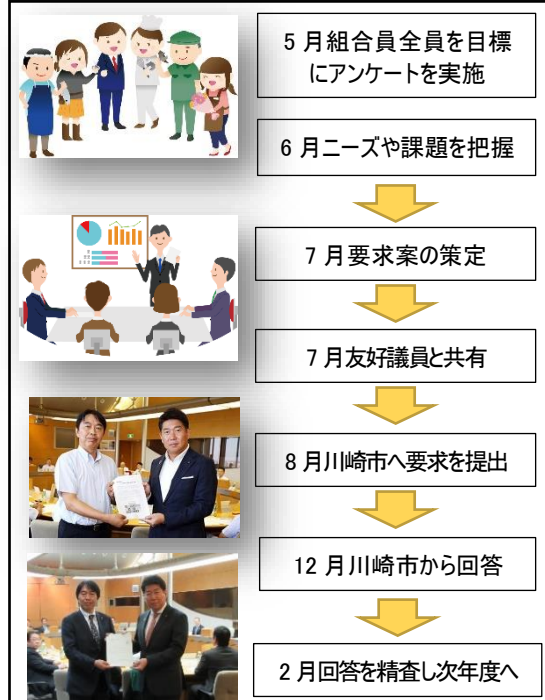 5 月組合員全員を目標
にアンケートを実施
6 月ニーズや課題を把握
7 月要求案の策定
7 月友好議員と共有
8 月川崎市へ要求を提出
12 月川崎市から回答
2 月回答を精査し次年度へ